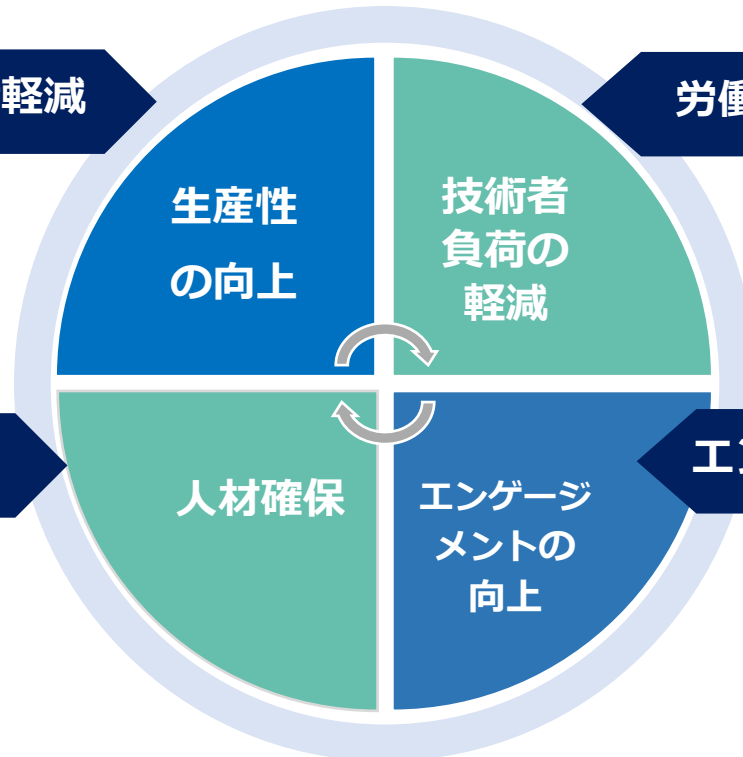 軽減
労働
生産性
の向上
技術者
負荷の
軽減
人材確保
エンゲージ
メントの
向上
エン